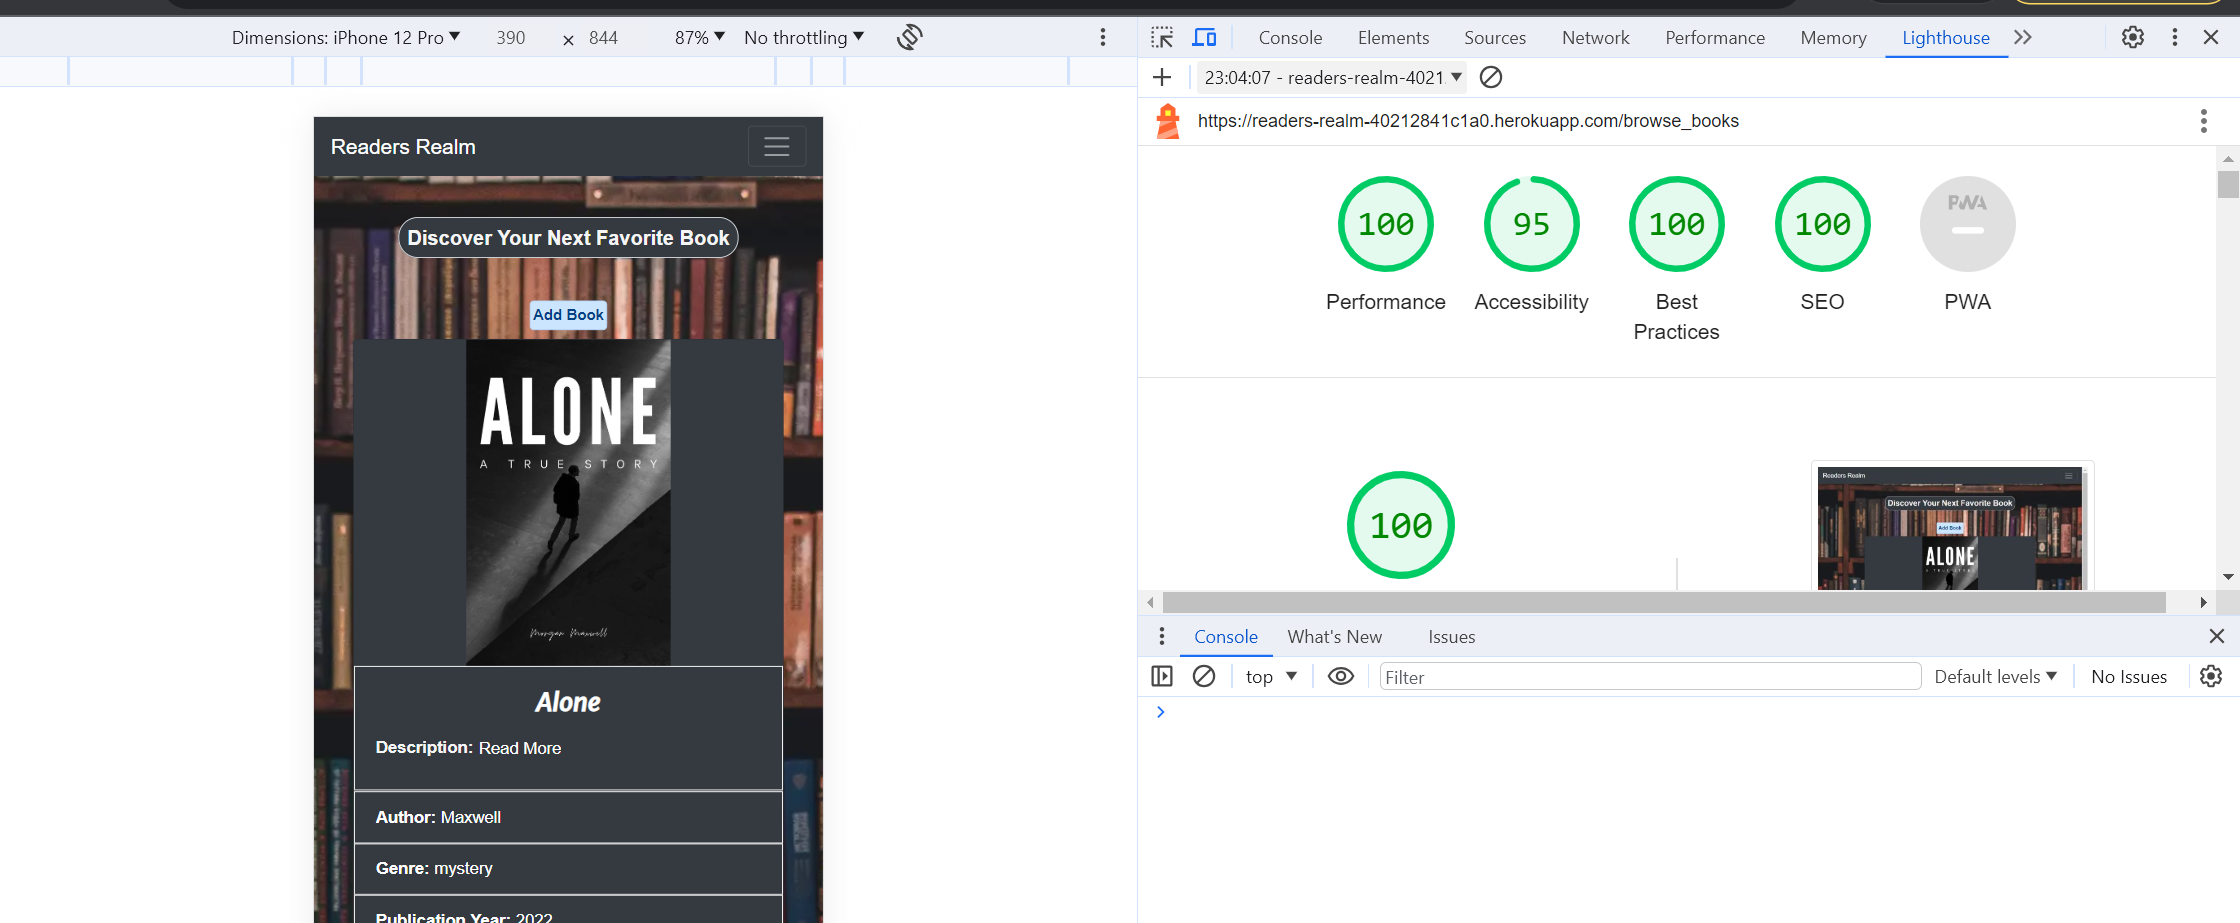 Dimensions: iPhone 12 Pro 390 × 844 87% No throttling
Readers Realm
Discover Your Next Favorite Book
Add Book
ALONE
A TRUE STORY
Morgan Maxwell
Alone
Description: Read More
Author: Maxwell
Genre: mystery
Publication Year: 2022
Console Elements Sources Network Performance Memory Lighthouse
23:04:07 - readers-realm-4021
https://readers-realm-40212841c1a0.herokuapp.com/browse_books
100 95 100 100 PWA
Performance Accessibility Best Practices SEO PWA
100
Readers Realm
Discover Your Next Favorite Book
Add Book
ALONE
Console What's New Issues
top Filter Default levels No Issues